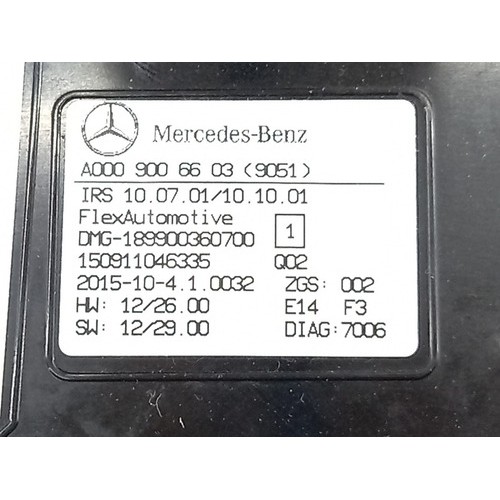 Mercedes-Benz
A000 900 66 03 (9051)
IRS 10.07.01/10.10.01
FlexAutomotive
DMG-189900360700 1
150911046335 Q02
2015-10-4.1.0032 ZGS: 002
HW: 12/26.00 E14 F3
SW: 12/29.00 DIAG:7006